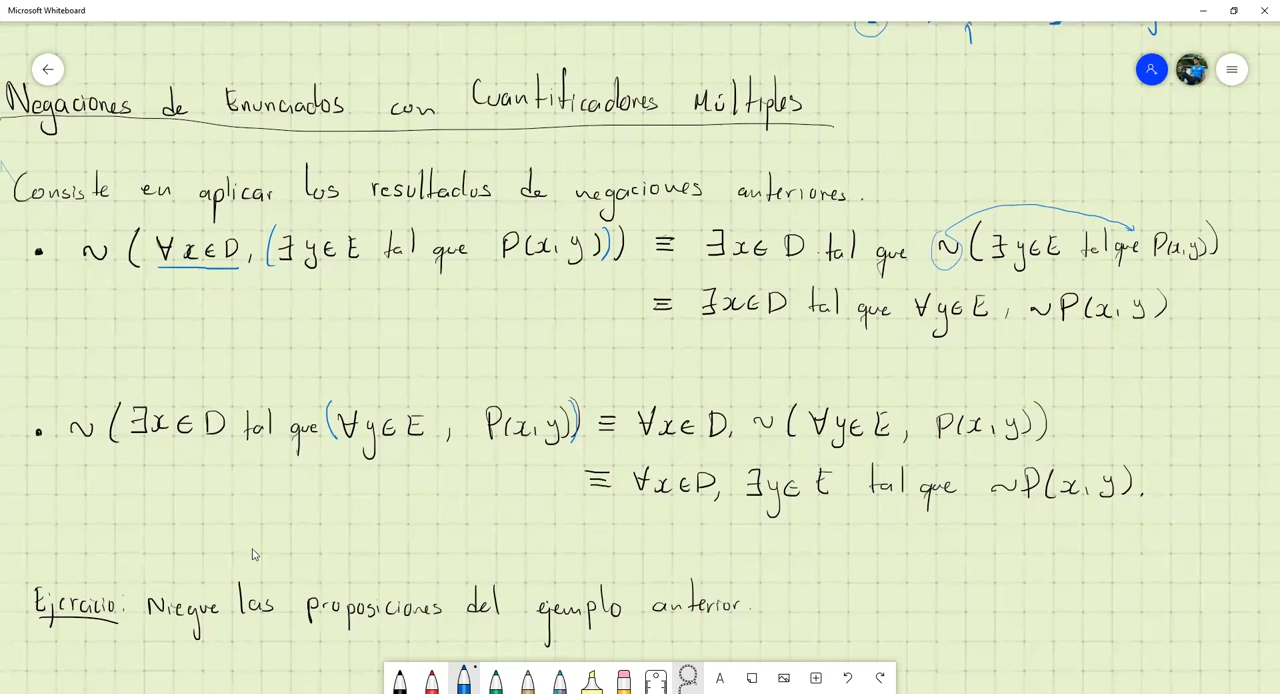 Microsoft Whiteboard
Negaciones de Enunciados con Cuantificadores Múltiples
Consiste en aplicar los resultados de negaciones anteriores.
• ~ ( ∀x∈D, (∃y∈E tal que P(x,y))) ≡ ∃x∈D tal que ~(∃y∈E tal que P(x,y))
≡ ∃x∈D tal que ∀y∈E, ~P(x,y)
• ~ (∃x∈D tal que (∀y∈E, P(x,y))) ≡ ∀x∈D, ~(∀y∈E, P(x,y))
≡ ∀x∈D, ∃y∈E tal que ~P(x,y).
Ejercicio: Niegue las proposiciones del ejemplo anterior.